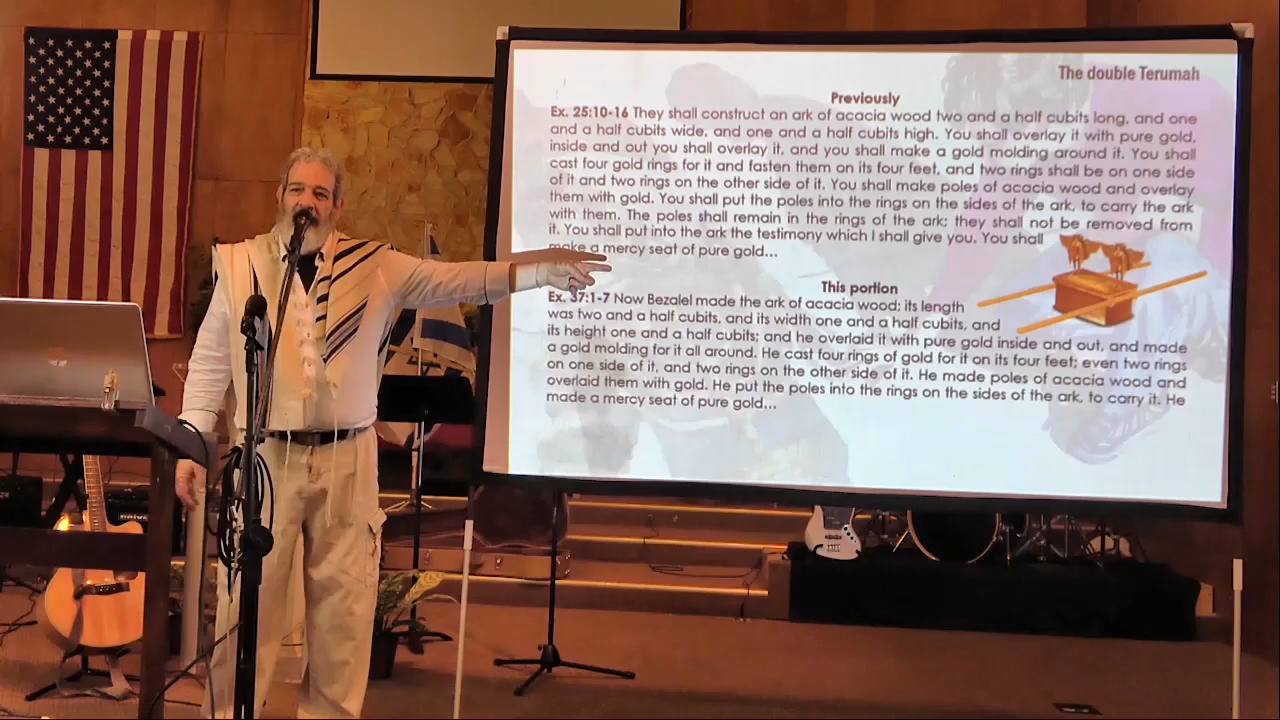 The double Terumah
Previously
Ex. 25:10-16 They shall construct an ark of acacia wood two and a half cubits long, and one
and a half cubits wide, and one and a half cubits high. You shall overlay it with pure gold,
inside and out you shall overlay it, and you shall make a gold molding around it. You shall
cast four gold rings for it and fasten them on its four feet, and two rings shall be on one side
of it and two rings on the other side of it. You shall make poles of acacia wood and overlay
them with gold. You shall put the poles into the rings on the sides of the ark, to carry the ark
with them. The poles shall remain in the rings of the ark; they shall not be removed from
it. You shall put into the ark the testimony which I shall give you. You shall
make a mercy seat of pure gold...
This portion
Ex. 37:1-7 Now Bezalel made the ark of acacia wood; its length
was two and a half cubits, and its width one and a half cubits, and
its height one and a half cubits; and he overlaid it with pure gold inside and out, and made
a gold molding for it all around. He cast four rings of gold for it on its four feet; even two rings
on one side of it, and two rings on the other side of it. He made poles of acacia wood and
overlaid them with gold. He put the poles into the rings on the sides of the ark, to carry it. He
made a mercy seat of pure gold...